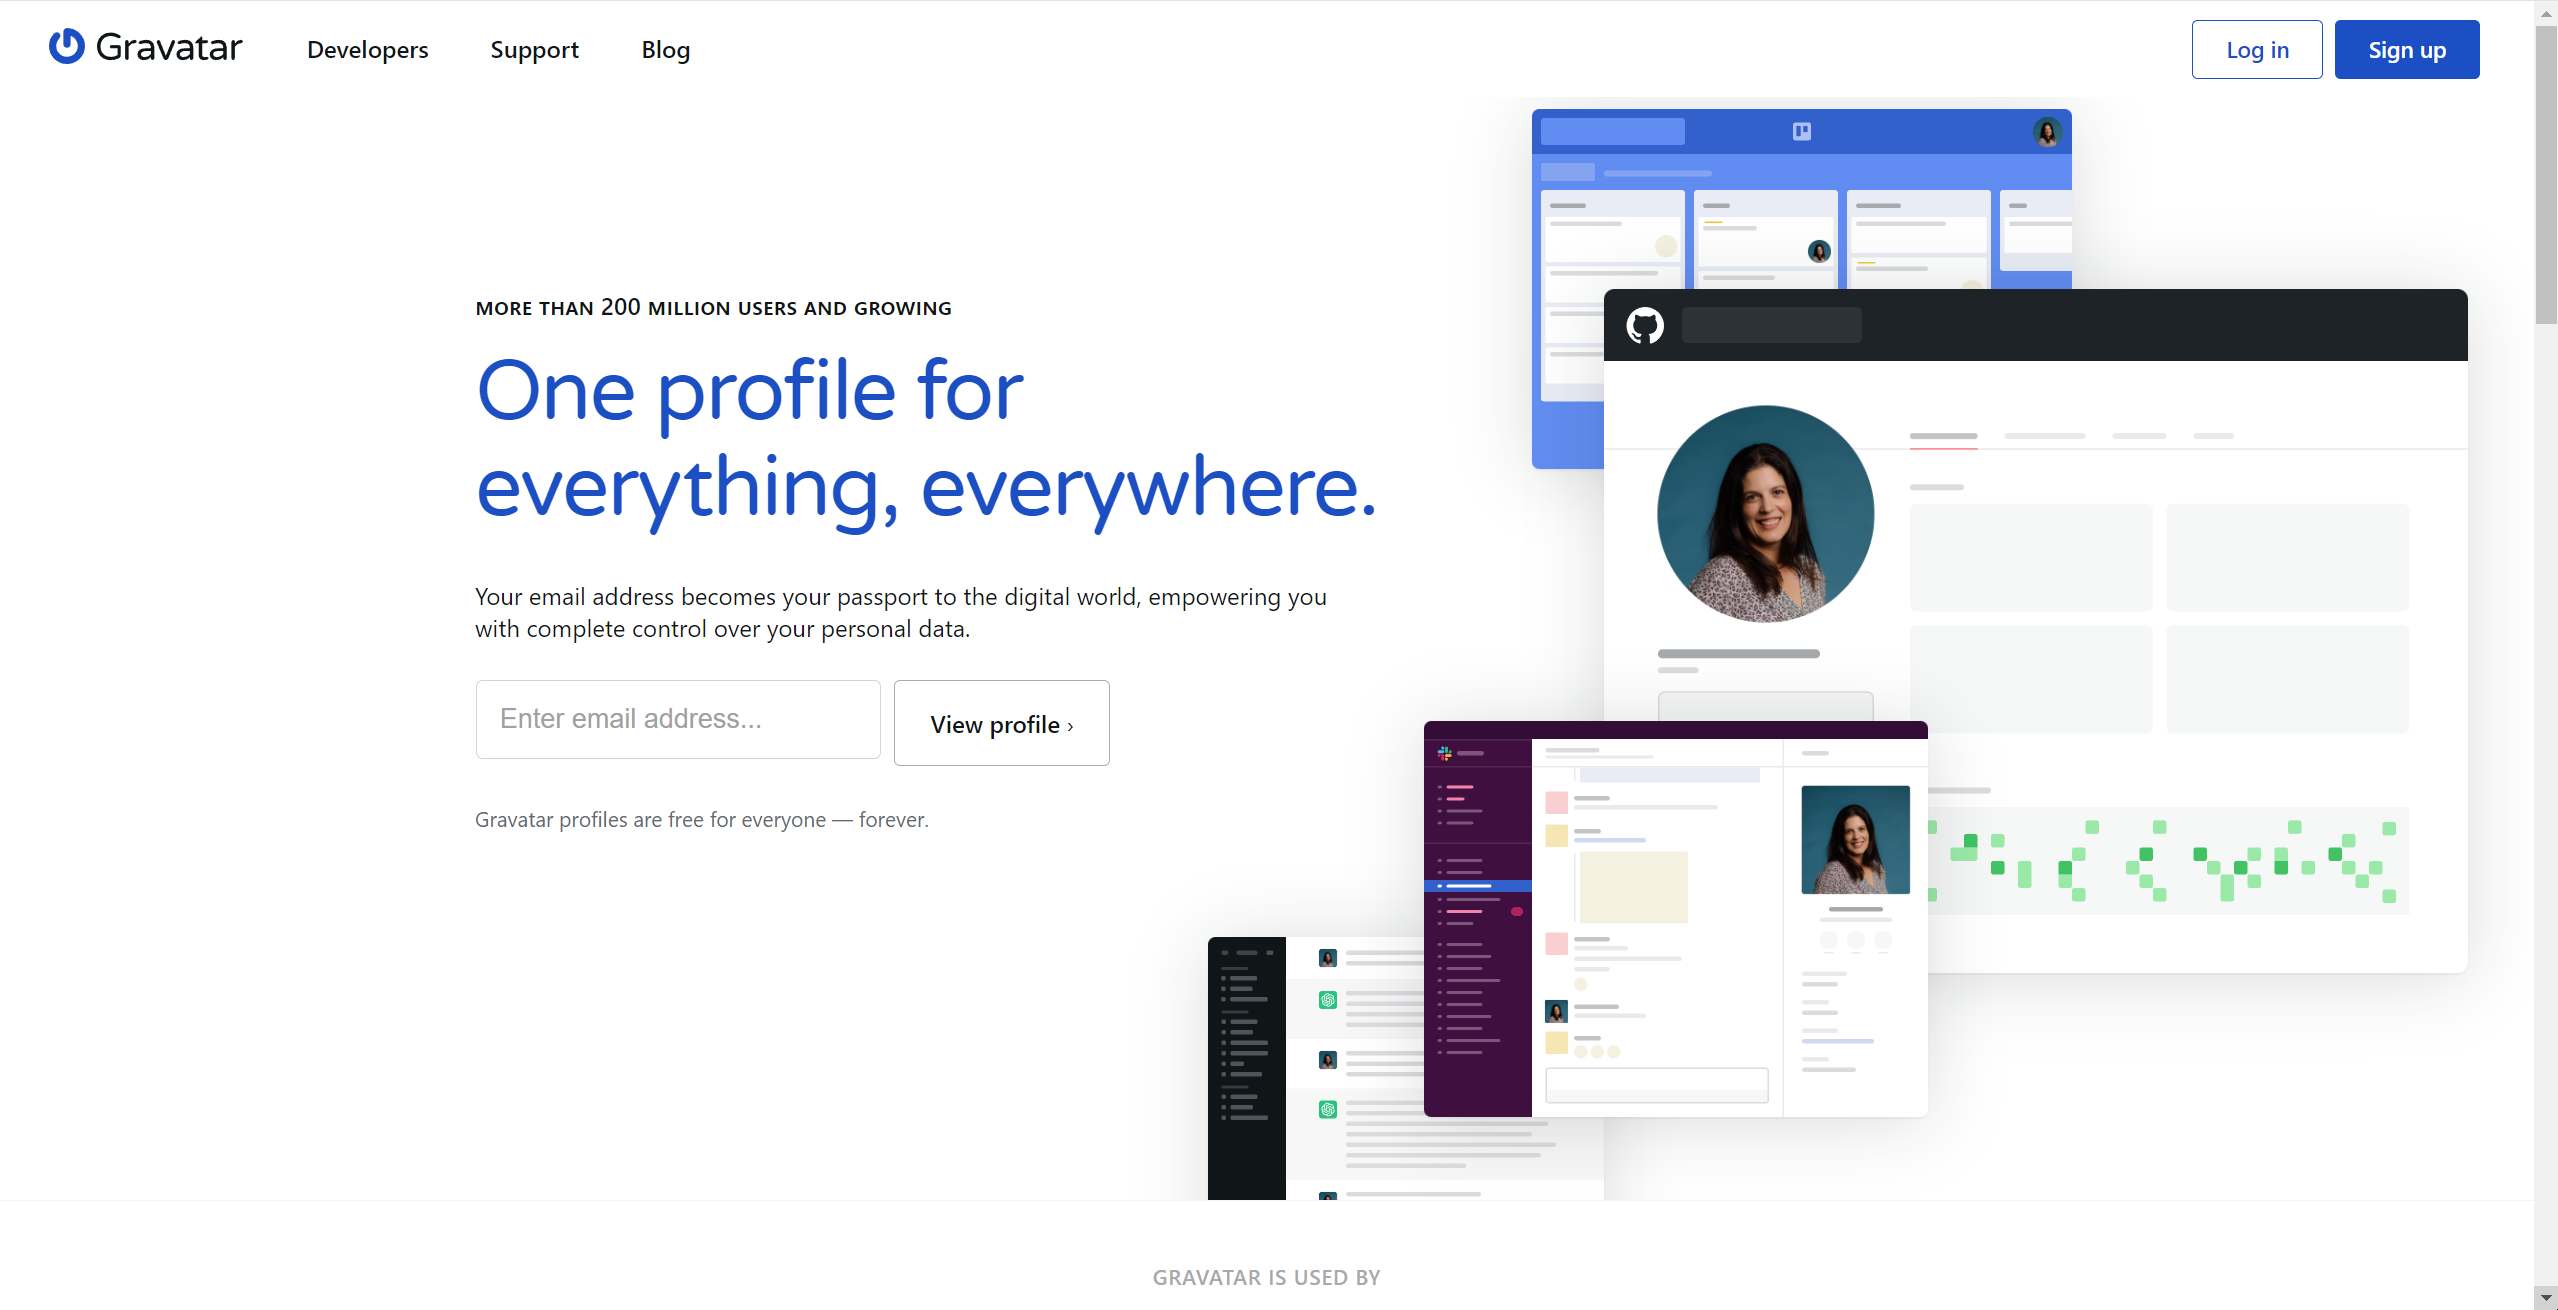 Gravatar
Developers
Support
Blog
Log in
Sign up
MORE THAN 200 MILLION USERS AND GROWING
One profile for
everything, everywhere.
Your email address becomes your passport to the digital world, empowering you
with complete control over your personal data.
Enter email address...
View profile ›
Gravatar profiles are free for everyone — forever.
GRAVATAR IS USED BY